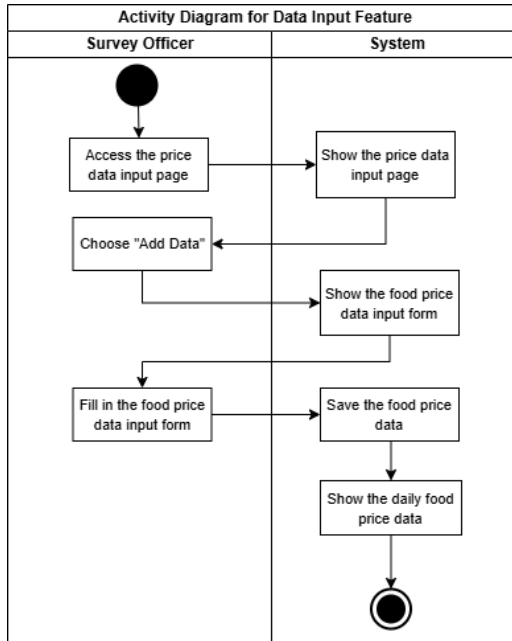 Activity Diagram for Data Input Feature
Survey Officer
System
Access the price
data input page
Show the price data
input page
Choose "Add Data"
Show the food price
data input form
Fill in the food price
data input form
Save the food price
data
Show the daily food
price data